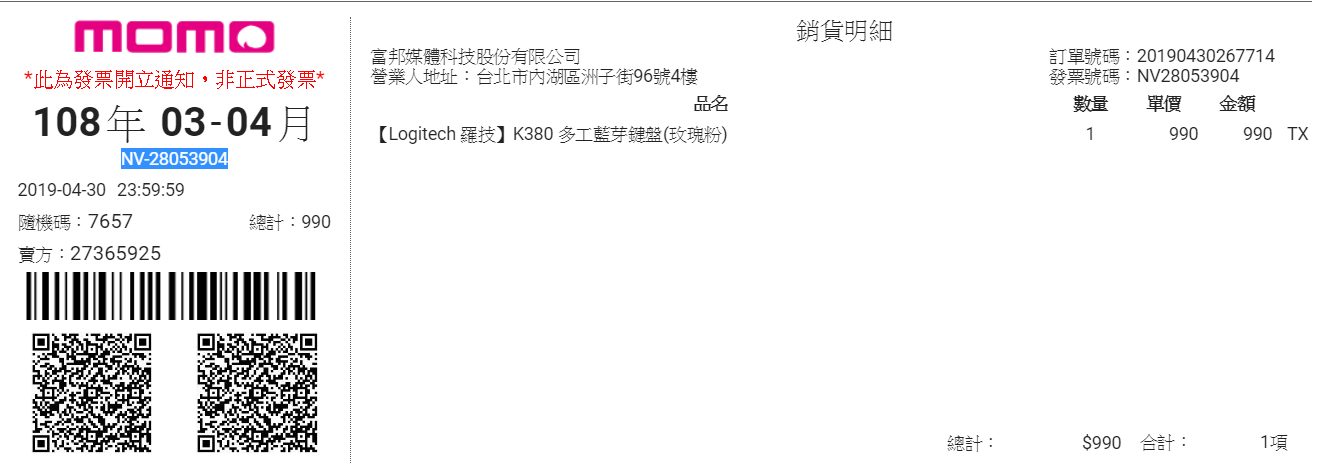 momo
*此為發票開立通知，非正式發票*
108年 03-04月
NV-28053904
2019-04-30 23:59:59
隨機碼：7657 總計：990
賣方：27365925
銷貨明細
富邦媒體科技股份有限公司
營業人地址：台北市內湖區洲子街96號4樓
訂單號碼：20190430267714
發票號碼：NV28053904
品名 數量 單價 金額
【Logitech 羅技】K380 多工藍芽鍵盤(玫瑰粉) 1 990 990 TX
總計： $990 合計： 1項